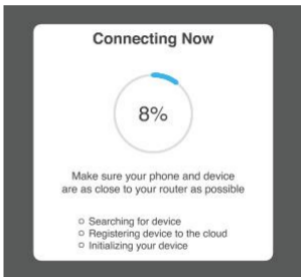 Connecting Now
8%
Make sure your phone and device
are as close to your router as possible
Searching for device
Registering device to the cloud
Initializing your device